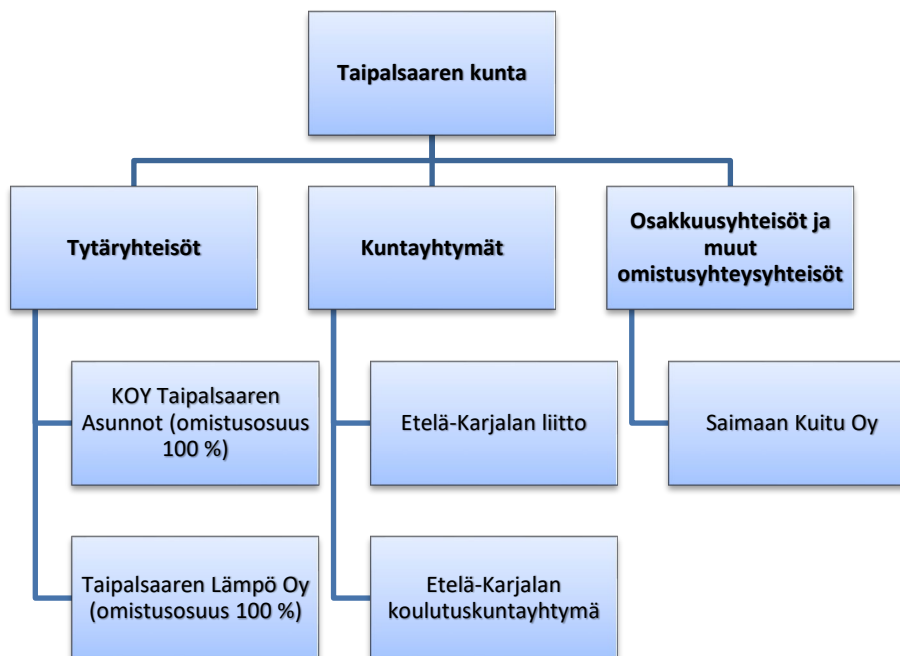 Taipalsaaren kunta
Tytäryhteisöt
Kuntayhtymät
Osakkuusyhteisöt ja
muut
omistusyhteysyhteisöt
KOY Taipalsaaren
Asunnot (omistusosuus
100 %)
Etelä-Karjalan liitto
Saimaan Kuitu Oy
Taipalsaaren Lämpö Oy
(omistusosuus 100 %)
Etelä-Karjalan
koulutuskuntayhtymä